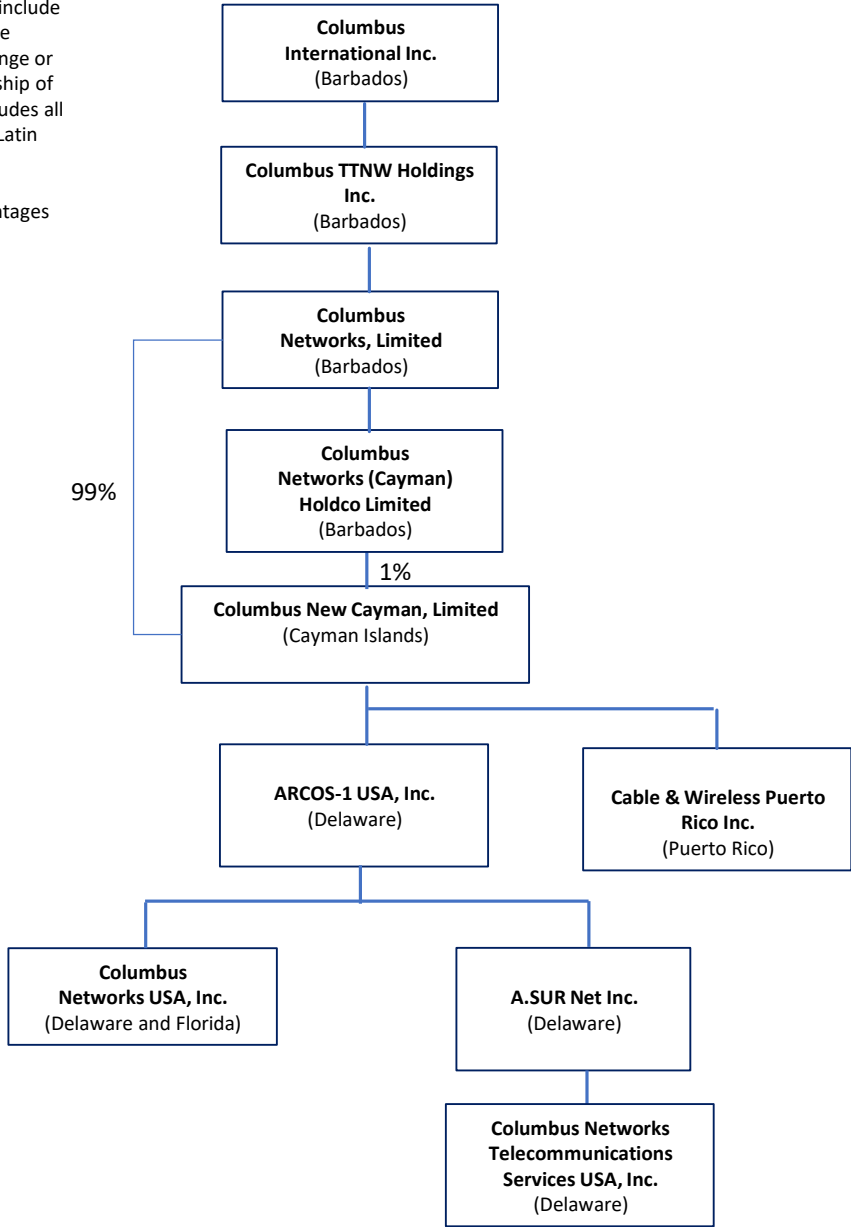 include
e
nge or
ship of
udes all
Latin
tages
Columbus
International Inc.
(Barbados)
Columbus TTNW Holdings
Inc.
(Barbados)
Columbus
Networks, Limited
(Barbados)
Columbus
Networks (Cayman)
Holdco Limited
(Barbados)
99%
1%
Columbus New Cayman, Limited
(Cayman Islands)
ARCOS-1 USA, Inc.
(Delaware)
Cable & Wireless Puerto
Rico Inc.
(Puerto Rico)
Columbus
Networks USA, Inc.
(Delaware and Florida)
A.SUR Net Inc.
(Delaware)
Columbus Networks
Telecommunications
Services USA, Inc.
(Delaware)